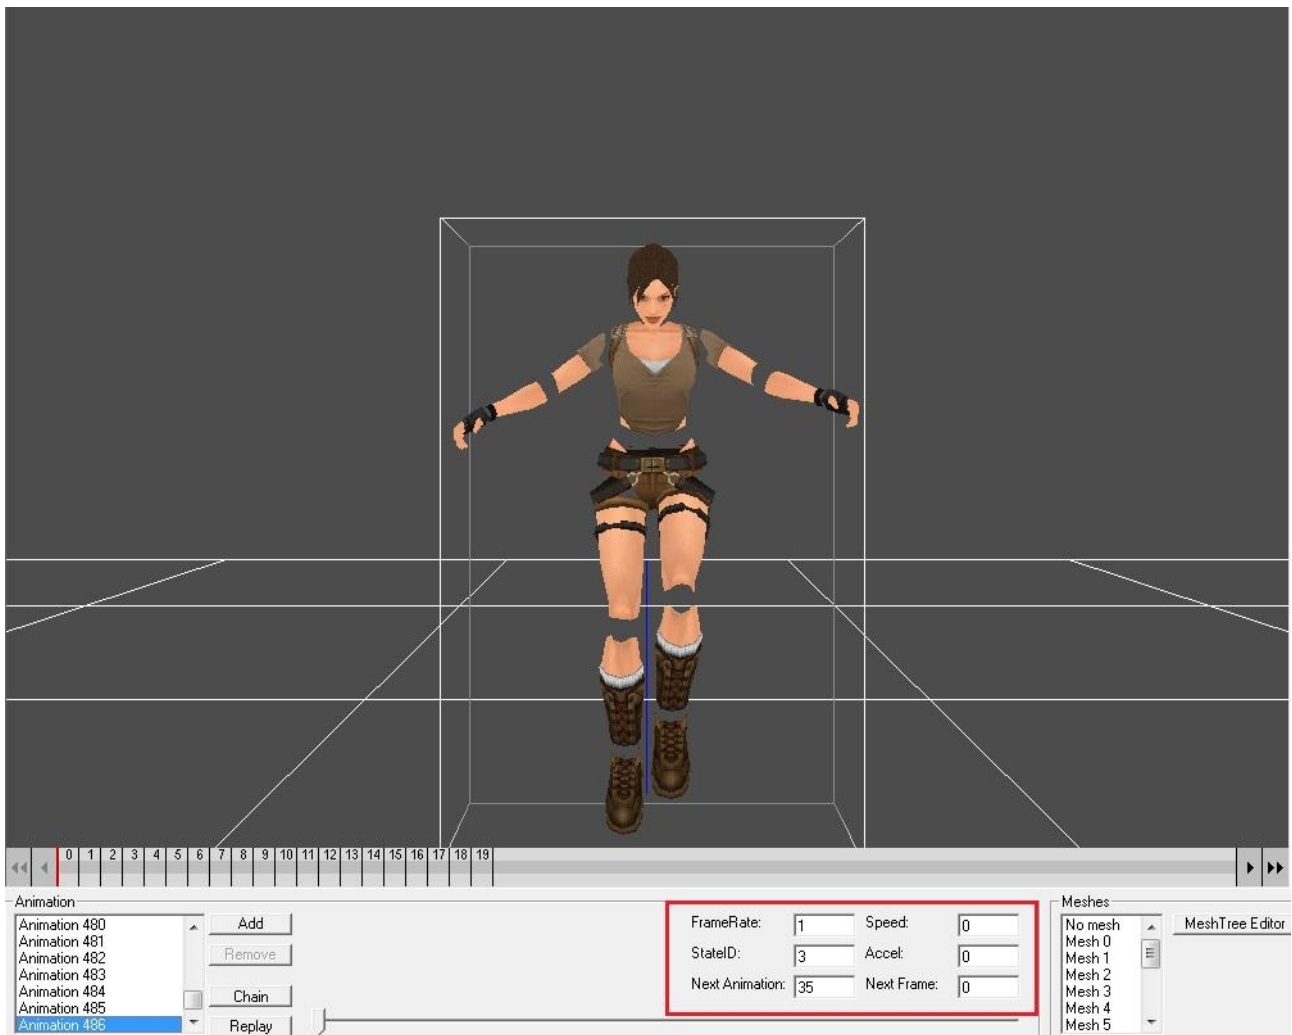 0 1 2 3 4 5 6 7 8 9 10 11 12 13 14 15 16 17 18 19
Animation
Animation 480
Animation 481
Animation 482
Animation 483
Animation 484
Animation 485
Animation 486
Add
Remove
Chain
Replay
FrameRate: 1 Speed: 0
StateID: 3 Accel: 0
Next Animation: 35 Next Frame: 0
Meshes
No mesh
Mesh 0
Mesh 1
Mesh 2
Mesh 3
Mesh 4
Mesh 5
MeshTree Editor